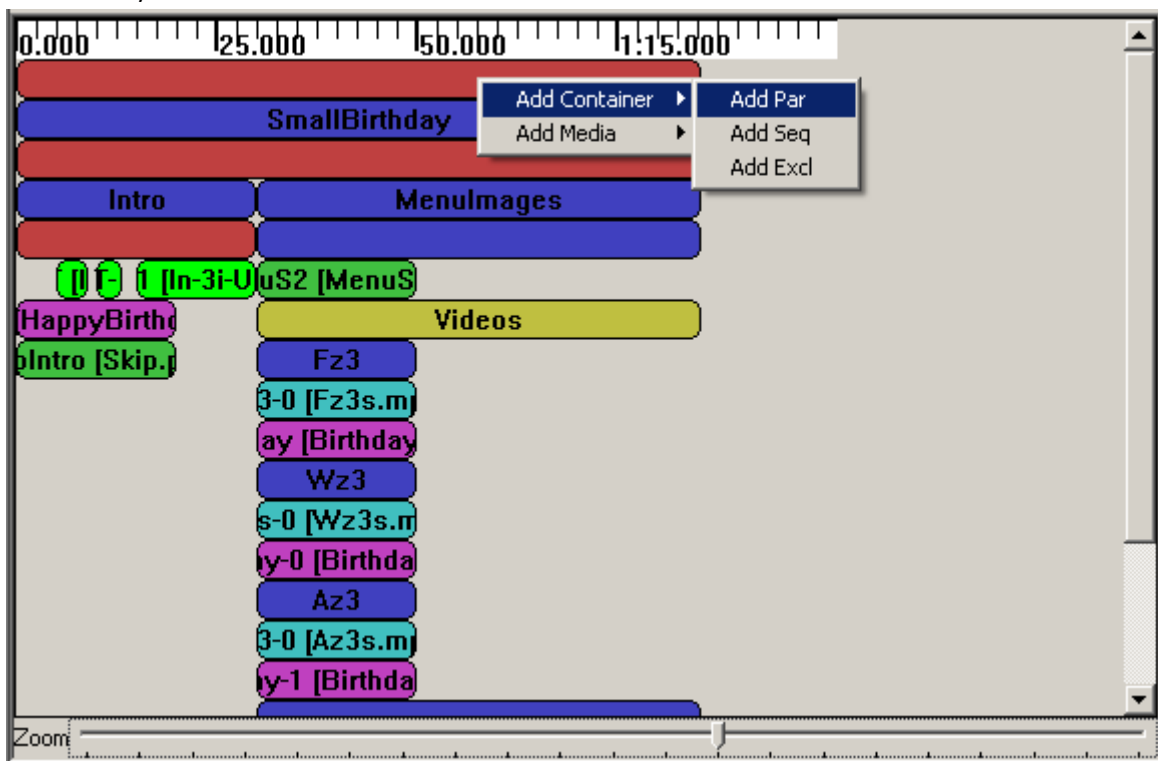 0.000 25.000 50.000 1:15.000
Add Container Add Par
SmallBirthday
Add Media Add Seq
Add Excl
Intro MenuImages
[I T- 1 [In-3i-U uS2 [MenuS
[HappyBirthd Videos
Intro [Skip.p Fz3
3-0 [Fz3s.m
ay [Birthday
Wz3
s-0 [Wz3s.m
y-0 [Birthda
Az3
3-0 [Az3s.m
y-1 [Birthda
Zoom